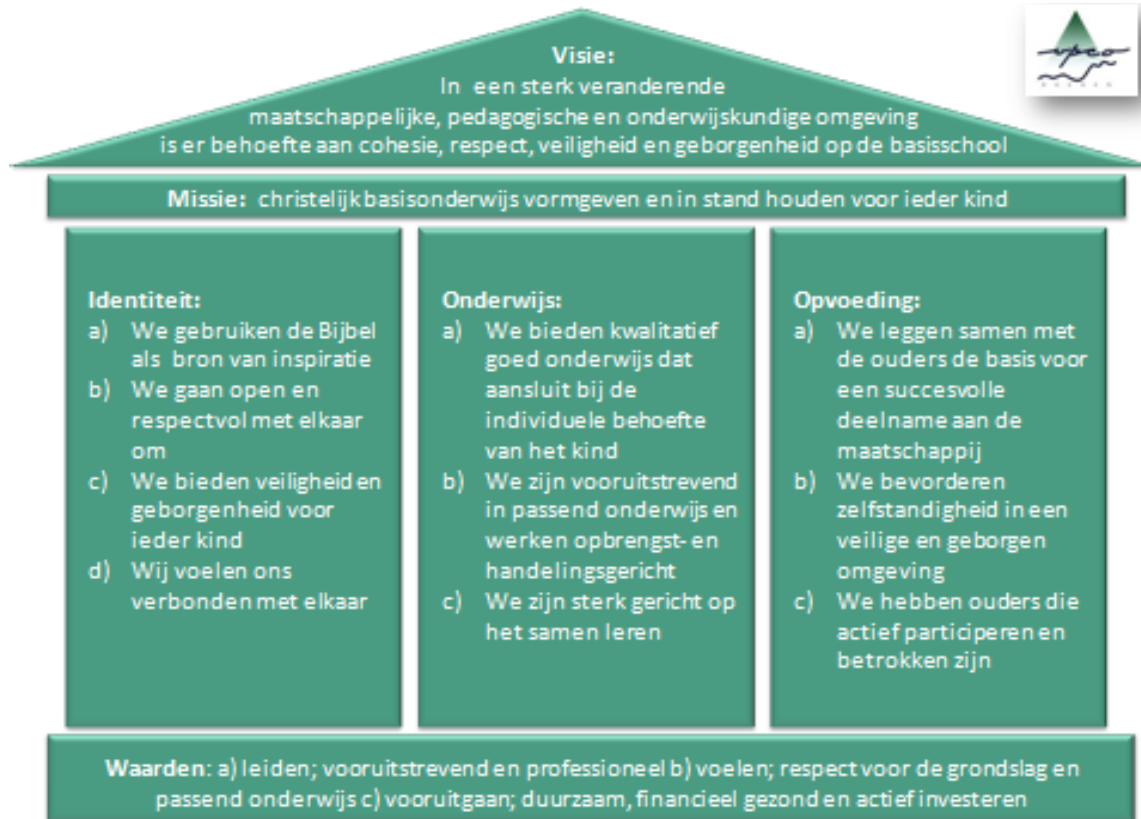 Visie:
In een sterk veranderende
maatschappelijke, pedagogische en onderwijskundige omgeving
is er behoefte aan cohesie, respect, veiligheid en geborgenheid op de basisschool
vpco
Missie: christelijk basisonderwijs vormgeven en in stand houden voor ieder kind
Identiteit:
a) We gebruiken de Bijbel
als bron van inspiratie
b) We gaan open en
respectvol met elkaar
om
c) We bieden veiligheid en
geborgenheid voor
ieder kind
d) Wij voelen ons
verbonden met elkaar
Onderwijs:
a) We bieden kwalitatief
goed onderwijs dat
aansluit bij de
individuele behoefte
van het kind
b) We zijn vooruitstrevend
in passend onderwijs en
werken opbrengst- en
handelingsgericht
c) We zijn sterk gericht op
het samen leren
Opvoeding:
a) We leggen samen met
de ouders de basis voor
een succesvolle
deelname aan de
maatschappij
b) We bevorderen
zelfstandigheid in een
veilige en geborgen
omgeving
c) We hebben ouders die
actief participeren en
betrokken zijn
Waarden: a) leiden; vooruitstrevend en professioneel b) voelen; respect voor de grondslag en
passend onderwijs c) vooruitgaan; duurzaam, financieel gezond en actief investeren